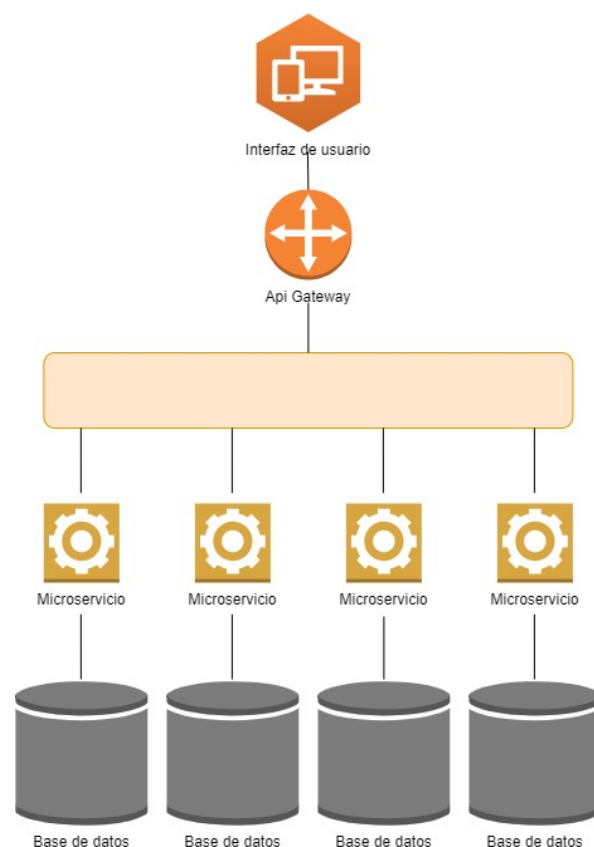 Interfaz de usuario
Api Gateway
Microservicio
Microservicio
Microservicio
Microservicio
Base de datos
Base de datos
Base de datos
Base de datos